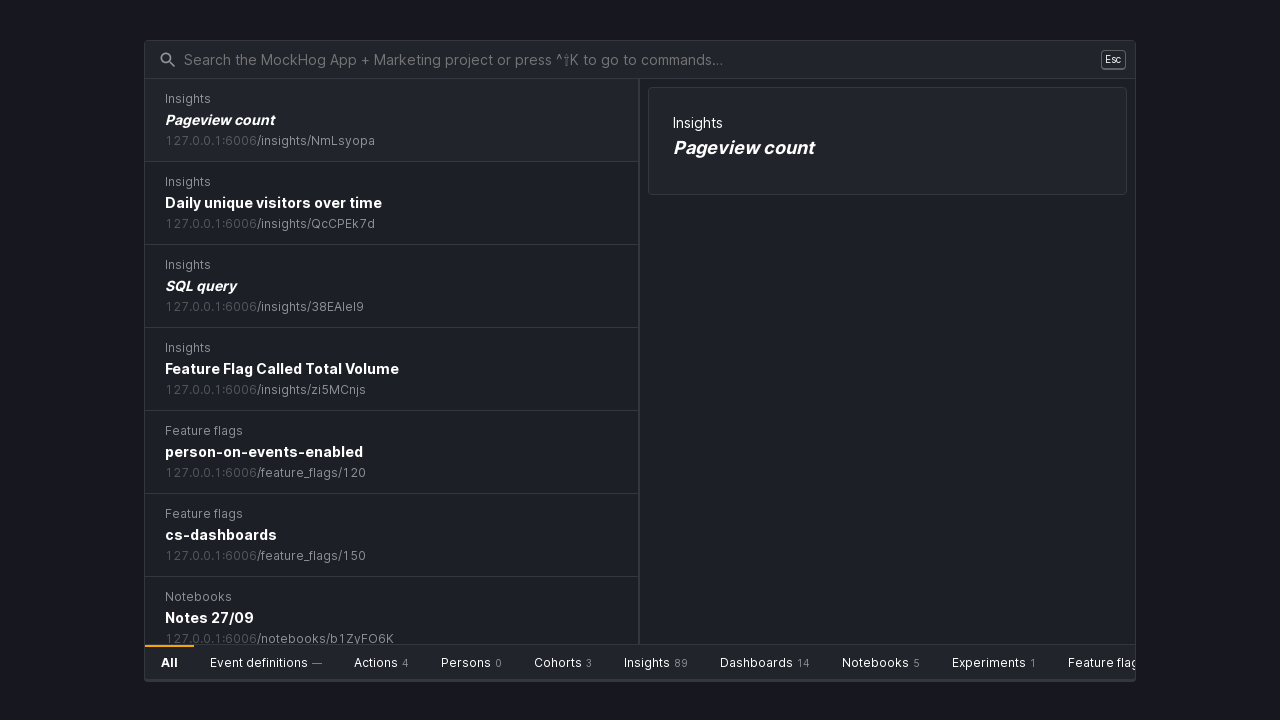 Search the MockHog App + Marketing project or press ^⇧K to go to commands...
Esc
Insights
Pageview count
127.0.0.1:6006/insights/NmLsyopa
Insights
Daily unique visitors over time
127.0.0.1:6006/insights/QcCPEk7d
Insights
SQL query
127.0.0.1:6006/insights/38EAleI9
Insights
Feature Flag Called Total Volume
127.0.0.1:6006/insights/zi5MCnjs
Feature flags
person-on-events-enabled
127.0.0.1:6006/feature_flags/120
Feature flags
cs-dashboards
127.0.0.1:6006/feature_flags/150
Notebooks
Notes 27/09
127.0.0.1:6006/notebooks/b1ZyFO6K
Insights
Pageview count
All Event definitions — Actions 4 Persons 0 Cohorts 3 Insights 89 Dashboards 14 Notebooks 5 Experiments 1 Feature flag